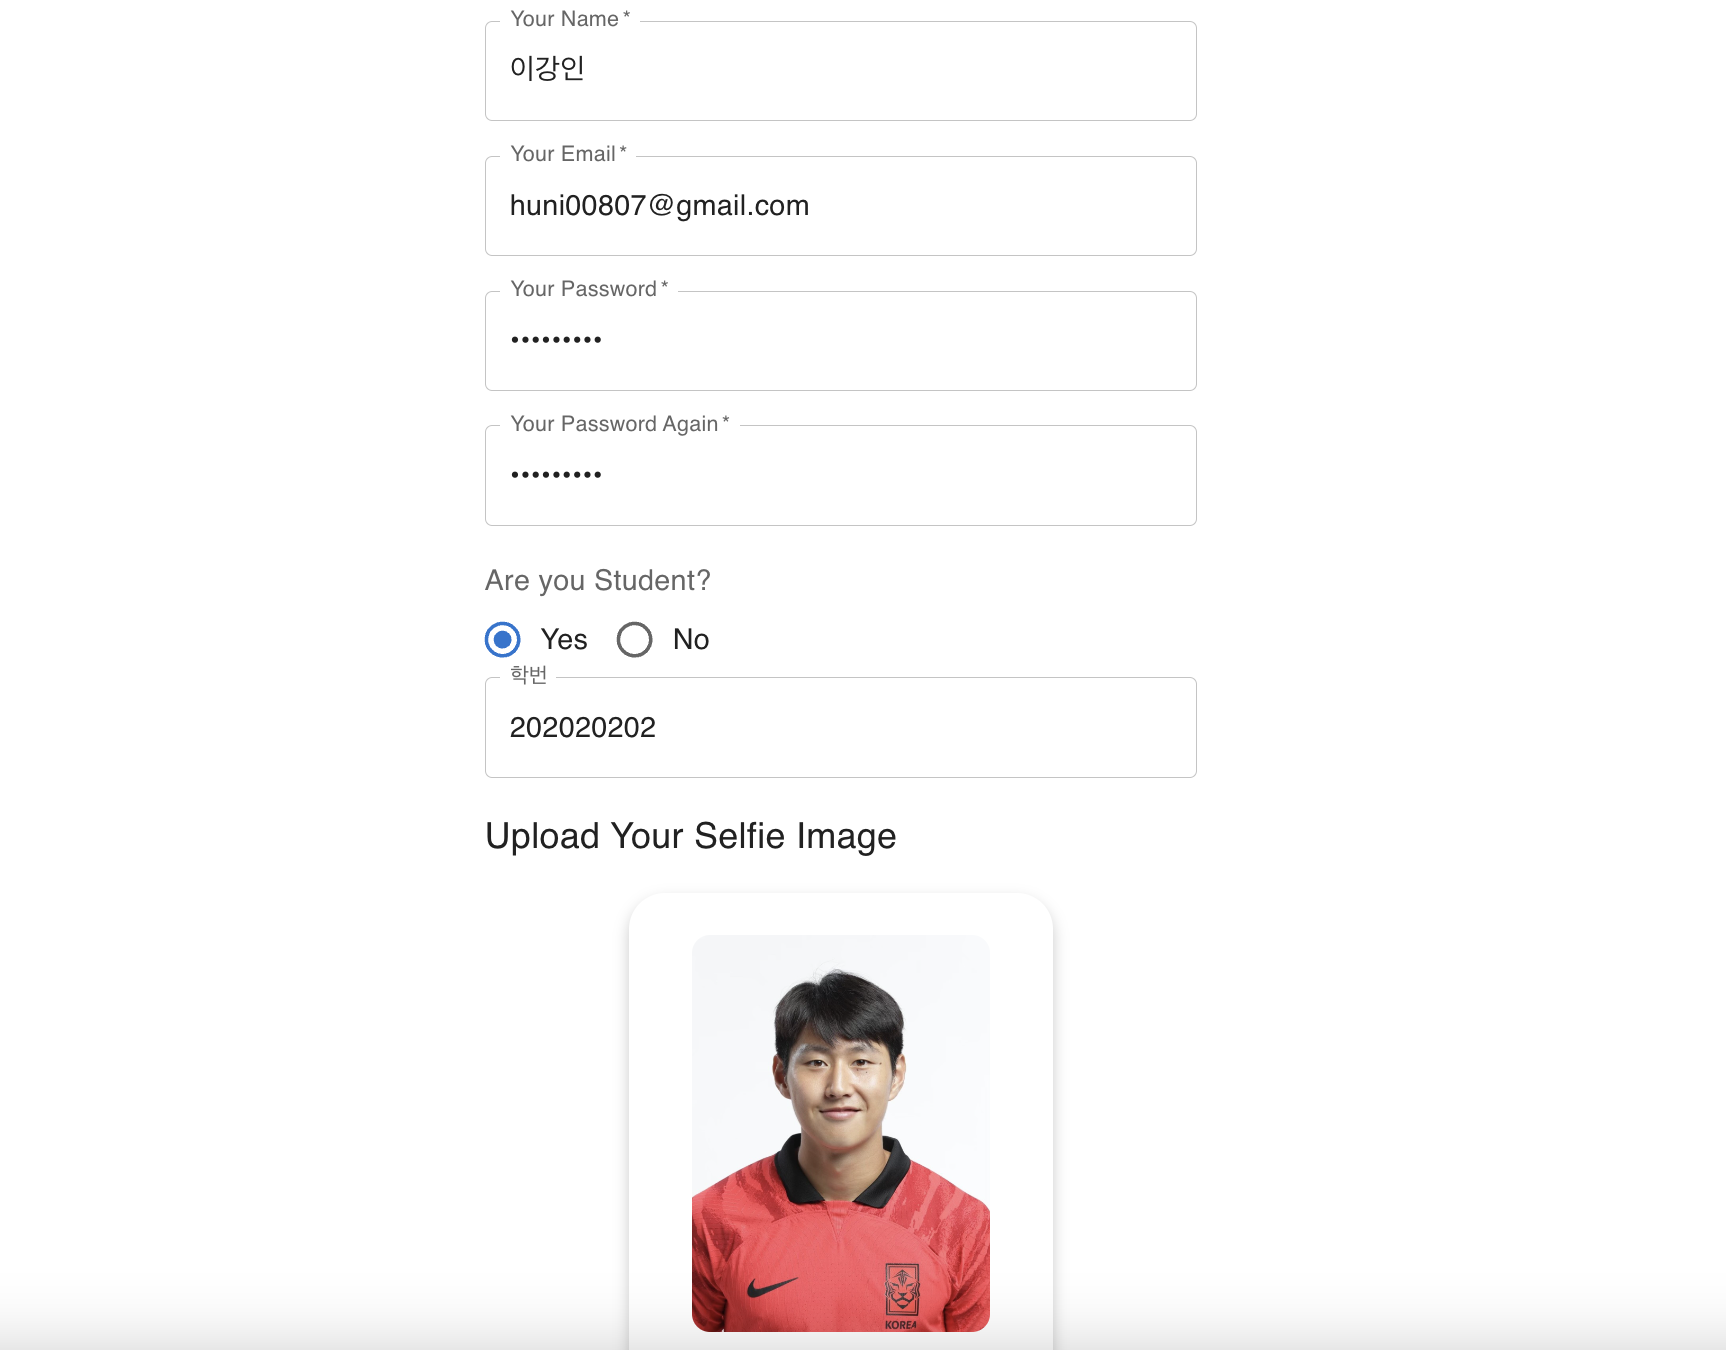 Your Name *
이강인
Your Email *
huni00807@gmail.com
Your Password *
•••••••••
Your Password Again *
•••••••••
Are you Student?
Yes No
학번
202020202
Upload Your Selfie Image
KOREA